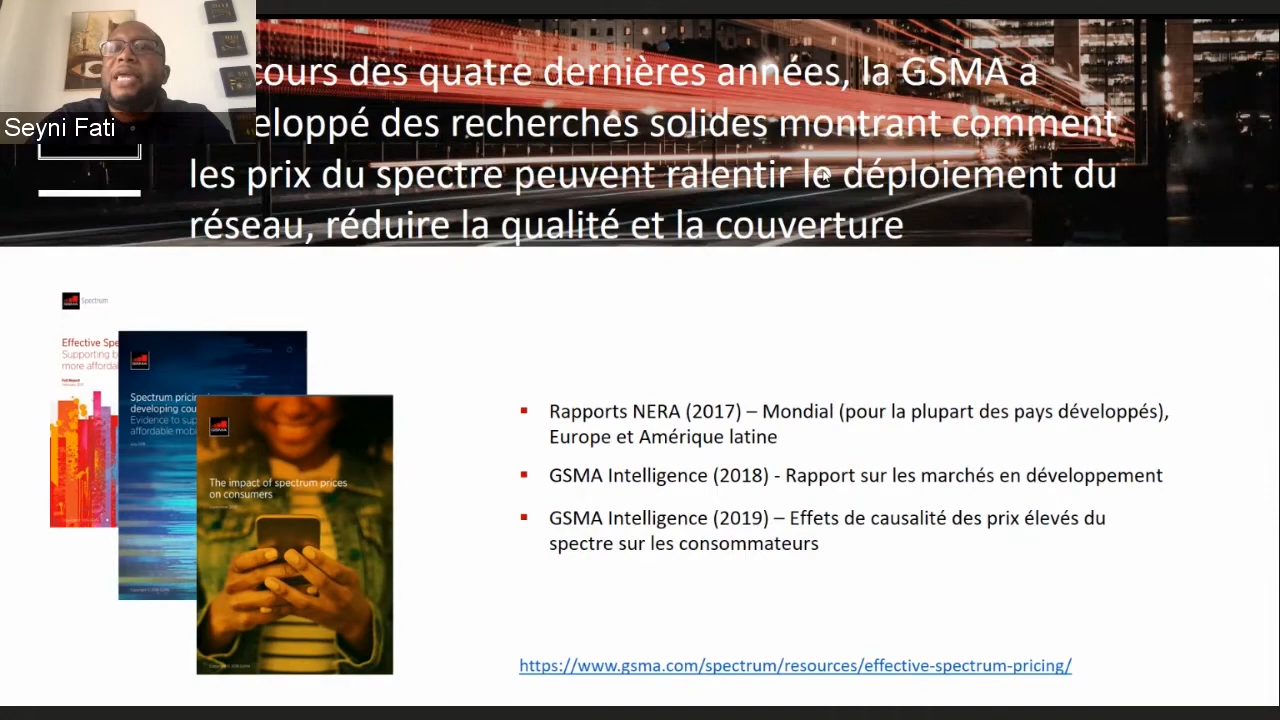 cours des quatre dernières années, la GSMA a
Seyni Fati
eloppé des recherches solides montrant comment
les prix du spectre peuvent ralentir le déploiement du
réseau, réduire la qualité et la couverture
Spectrum
Effective Spe
Supporting b
more afforda
Full Report
Spectrum pricin
developing cou
Evidence to sup
affordable mobi
The impact of spectrum prices
on consumers
Rapports NERA (2017) – Mondial (pour la plupart des pays développés),
Europe et Amérique latine
GSMA Intelligence (2018) - Rapport sur les marchés en développement
GSMA Intelligence (2019) – Effets de causalité des prix élevés du
spectre sur les consommateurs
https://www.gsma.com/spectrum/resources/effective-spectrum-pricing/